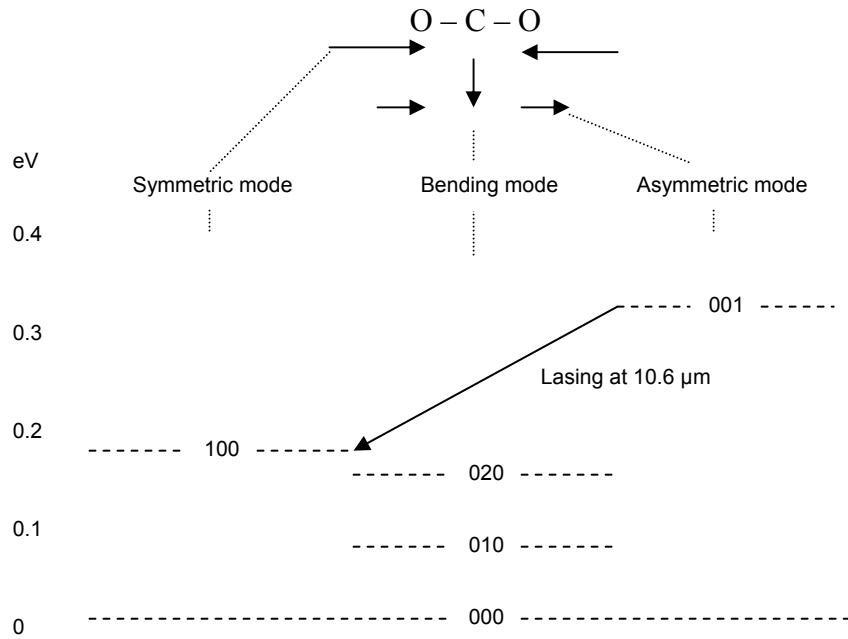 O – C – O
eV
Symmetric mode Bending mode Asymmetric mode
0.4
001
0.3
Lasing at 10.6 µm
0.2
100
020
0.1
010
000
0